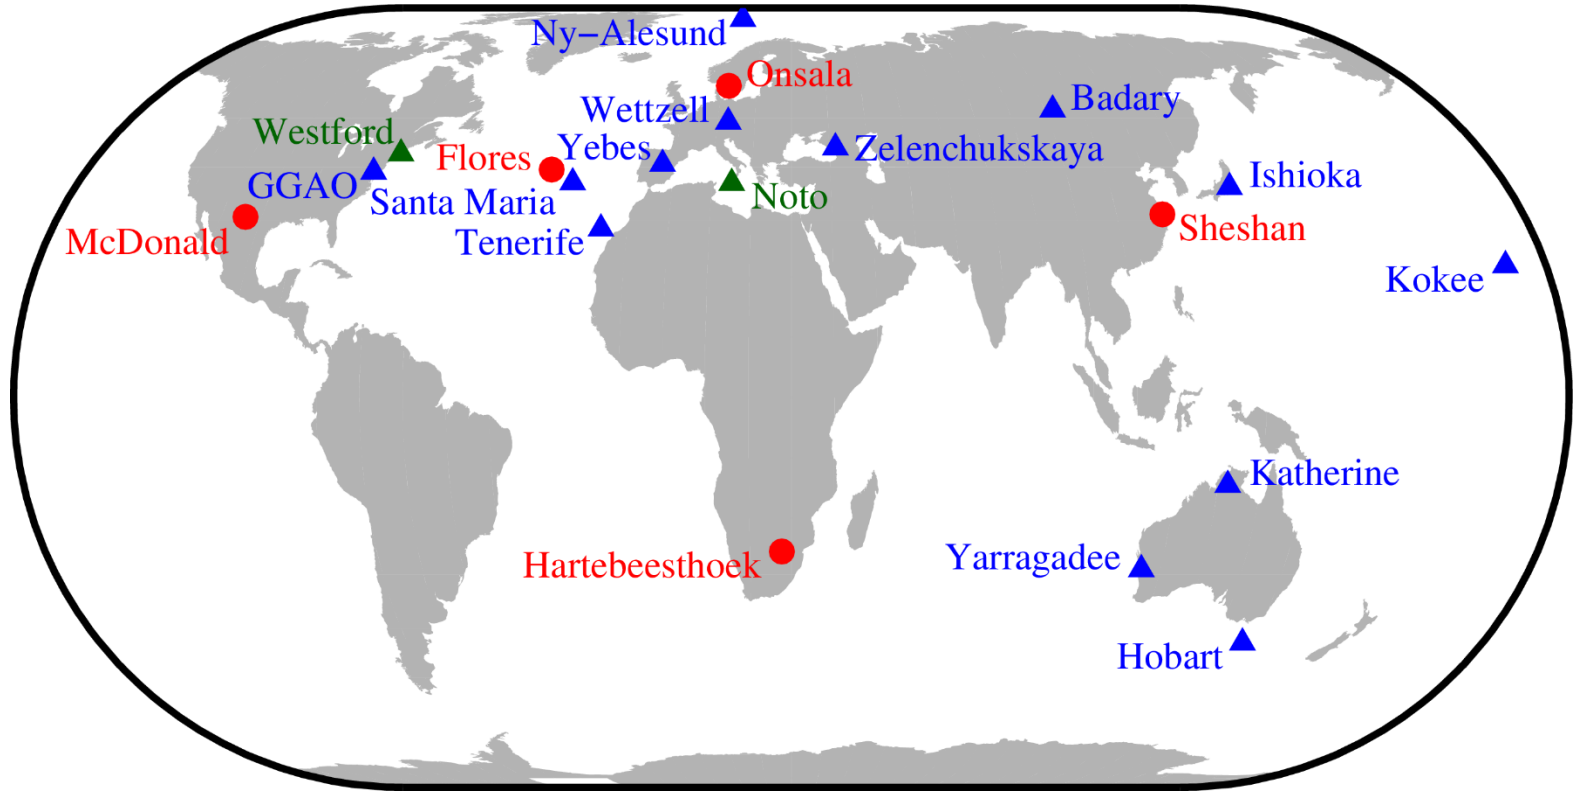 Ny−Alesund
Onsala
Wettzell
Badary
Westford
Flores
Yebes
Zelenchukskaya
GGAO
Santa Maria
Noto
Ishioka
McDonald
Tenerife
Sheshan
Kokee
Katherine
Hartebeesthoek
Yarragadee
Hobart